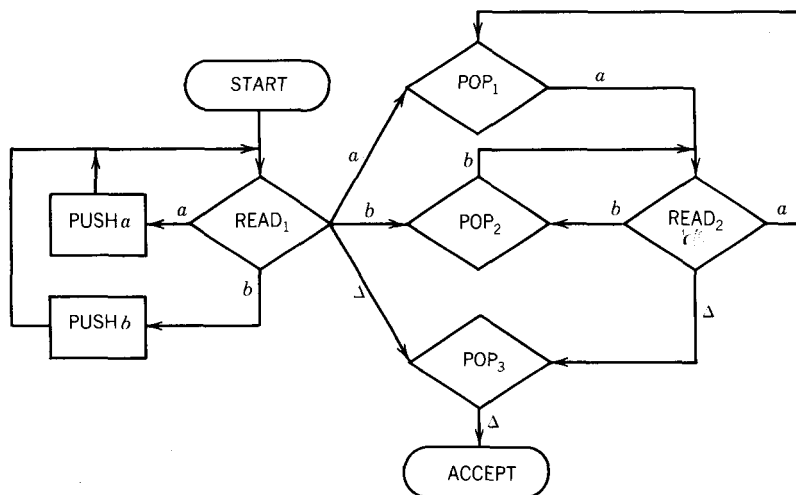 START
POP₁
a
a
b
PUSH a
a
READ₁
b
POP₂
b
READ₂
a
b
PUSH b
Δ
POP₃
Δ
Δ
ACCEPT